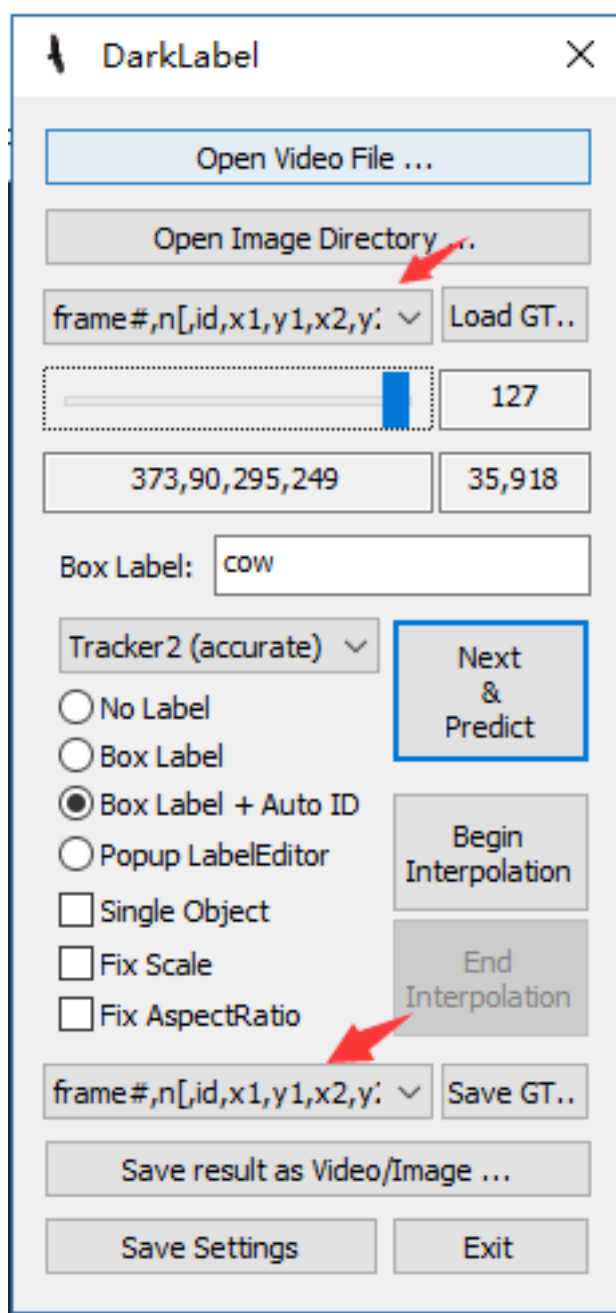 DarkLabel
Open Video File ...
Open Image Directory ...
frame#,n[,id,x1,y1,x2,y2
Load GT..
127
373,90,295,249
35,918
Box Label:
cow
Tracker2 (accurate)
Next
&
Predict
No Label
Box Label
Box Label + Auto ID
Popup LabelEditor
Begin
Interpolation
Single Object
Fix Scale
Fix AspectRatio
End
Interpolation
frame#,n[,id,x1,y1,x2,y2
Save GT..
Save result as Video/Image ...
Save Settings
Exit